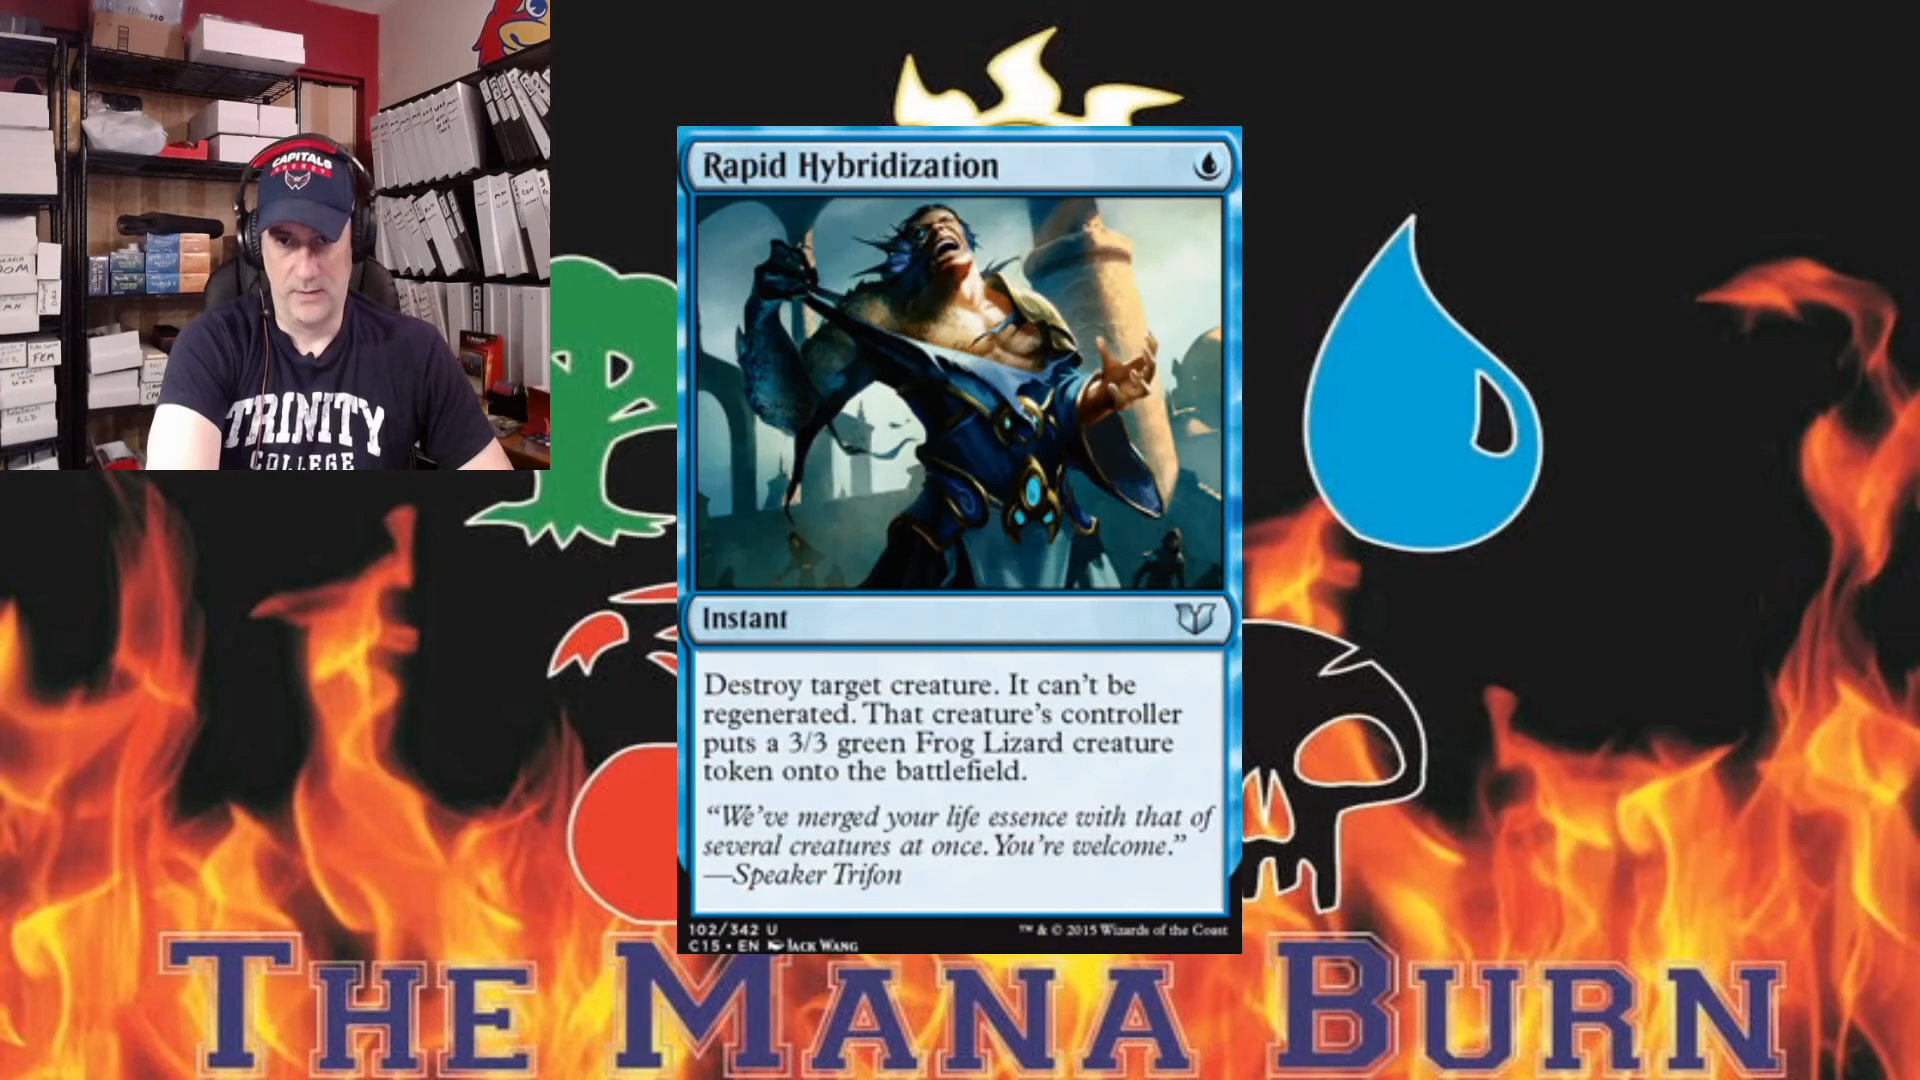 CAPITALS
HOCKEY
TRINITY
COLLEGE
FEM
Rapid Hybridization
Instant
Destroy target creature. It can't be
regenerated. That creature's controller
puts a 3/3 green Frog Lizard creature
token onto the battlefield.
“We've merged your life essence with that of
several creatures at once. You're welcome.”
—Speaker Trifon
102/342 U
C15 • EN Jack Wang
™ & © 2015 Wizards of the Coast
The Mana Burn